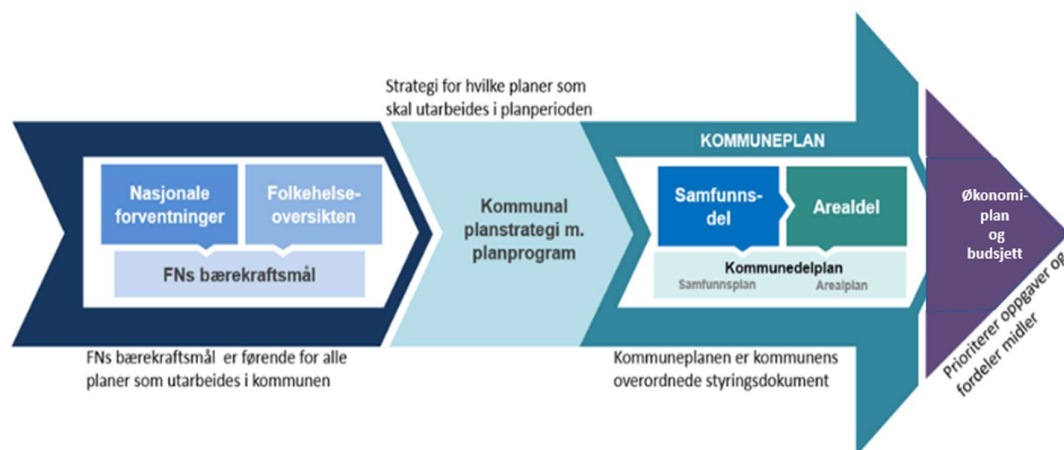 Nasjonale
forventninger
Folkehelse-
oversikten
FNs bærekraftsmål
FNs bærekraftsmål er førende for alle
planer som utarbeides i kommunen
Strategi for hvilke planer som
skal utarbeides i planperioden
Kommunal
planstrategi m.
planprogram
KOMMUNEPLAN
Samfunns-
del
Arealdel
Kommunedelplan
Samfunnsplan
Arealplan
Kommuneplanen er kommunens
overordnede styringsdokument
Økonomi-
plan
og
budsjett
Prioriterer oppgaver og
fordeler midler